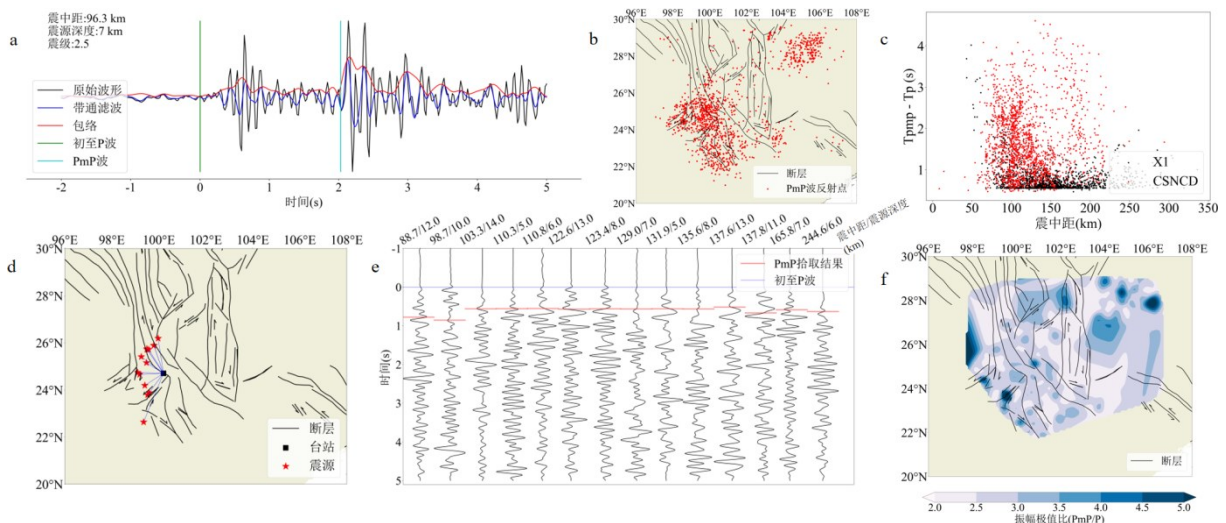 a
震中距:96.3 km
震源深度:7 km
震级:2.5
原始波形
带通滤波
包络
初至P波
PmP波
-2 -1 0 1 2 3 4 5
时间(s)
b
96°E 98°E 100°E 102°E 104°E 106°E 108°E
30°N
28°N
26°N
24°N
22°N
20°N
断层
PmP波反射点
c
Tpmp -Tp (s)
4
3
2
1
0 50 100 150 200 250 300 350
震中距(km)
X1
CSNCD
d
96°E 98°E 100°E 102°E 104°E 106°E 108°E
30°N
28°N
26°N
24°N
22°N
20°N
断层
台站
震源
e
88.7/12.0
98.7/10.0
103.3/14.0
110.3/5.0
110.8/6.0
122.6/13.0
123.4/8.0
129.0/7.0
131.9/5.0
135.6/8.0
137.6/13.0
137.8/11.0
165.8/7.0
244.6/6.0
震中距/震源深度
(km)
PmP拾取结果
初至P波
-1
0
1
2
3
4
5
时间(s)
f
96°E 98°E 100°E 102°E 104°E 106°E 108°E
30°N
28°N
26°N
24°N
22°N
20°N
断层
2.0 2.5 3.0 3.5 4.0 4.5 5.0
振幅极值比(PmP/P)